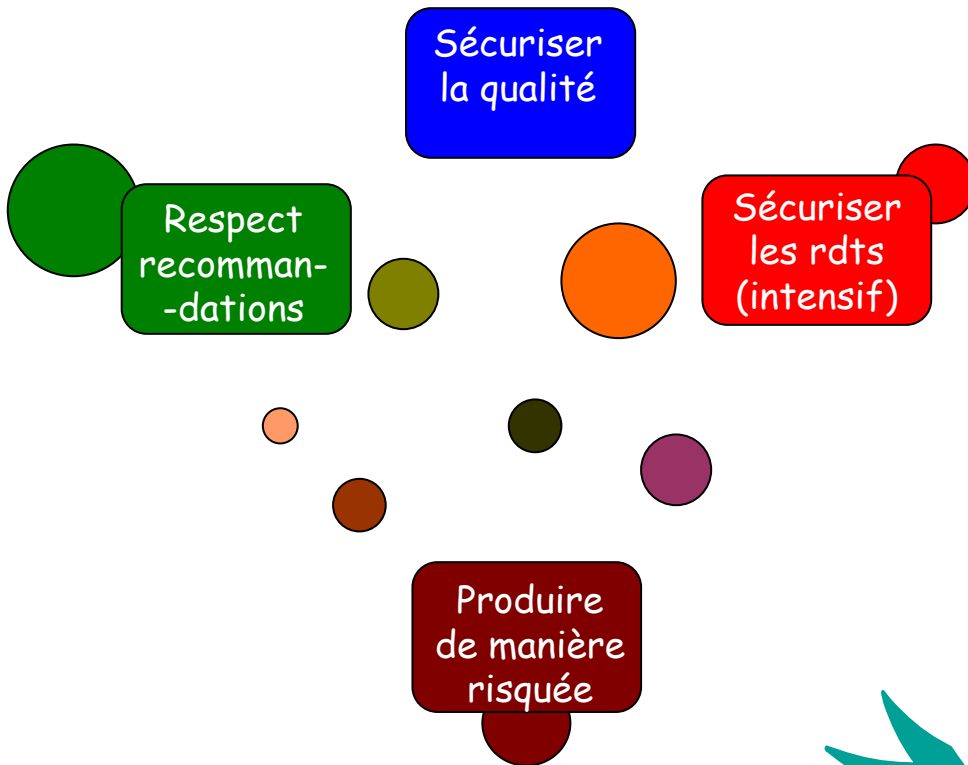 Sécuriser
la qualité
Respect
recomman-
-dations
Sécuriser
les rdts
(intensif)
Produire
de manière
risquée